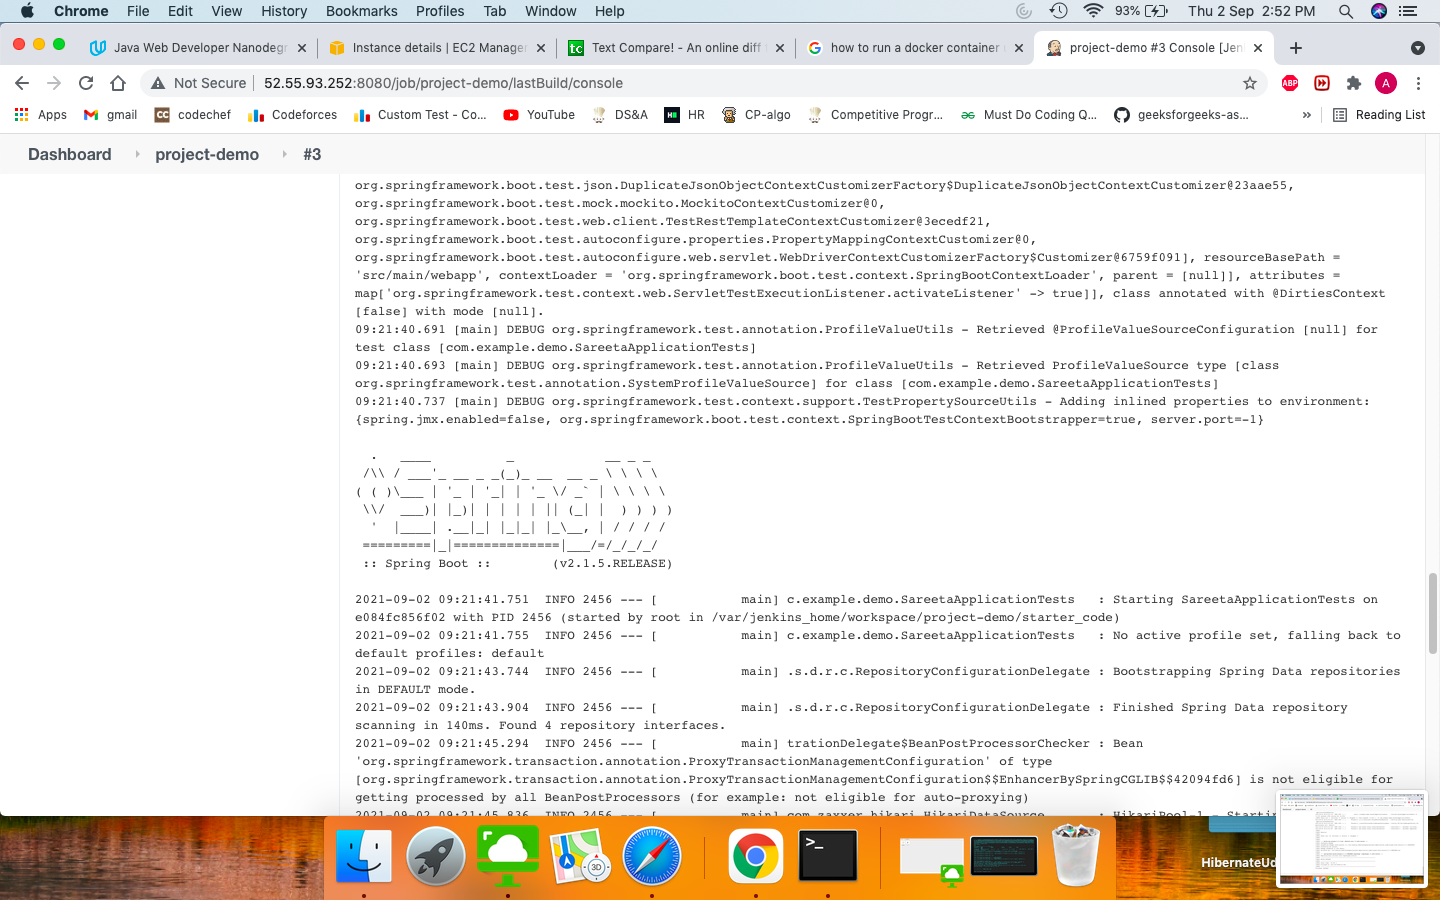 Chrome File Edit View History Bookmarks Profiles Tab Window Help 93% Thu 2 Sep 2:52 PM
Java Web Developer Nanodegr Instance details | EC2 Manage Text Compare! - An online diff how to run a docker container project-demo #3 Console [Jen
Not Secure 52.55.93.252:8080/job/project-demo/lastBuild/console
Apps gmail codechef Codeforces Custom Test - Co... YouTube DS&A HR CP-algo Competitive Progr... Must Do Coding Q... geeksforgeeks-as... » Reading List
Dashboard project-demo #3
org.springframework.boot.test.json.DuplicateJsonObjectContextCustomizerFactory$DuplicateJsonObjectContextCustomizer@23aae55,
org.springframework.boot.test.mock.mockito.MockitoContextCustomizer@0,
org.springframework.boot.test.web.client.TestRestTemplateContextCustomizer@3ecedf21,
org.springframework.boot.test.autoconfigure.properties.PropertyMappingContextCustomizer@0,
org.springframework.boot.test.autoconfigure.web.servlet.WebDriverContextCustomizerFactory$Customizer@6759f091], resourceBasePath =
'src/main/webapp', contextLoader = 'org.springframework.boot.test.context.SpringBootContextLoader', parent = [null]], attributes =
map['org.springframework.test.context.web.ServletTestExecutionListener.activateListener' -> true]], class annotated with @DirtiesContext
[false] with mode [null].
09:21:40.691 [main] DEBUG org.springframework.test.annotation.ProfileValueUtils - Retrieved @ProfileValueSourceConfiguration [null] for
test class [com.example.demo.SareetaApplicationTests]
09:21:40.693 [main] DEBUG org.springframework.test.annotation.ProfileValueUtils - Retrieved ProfileValueSource type [class
org.springframework.test.annotation.SystemProfileValueSource] for class [com.example.demo.SareetaApplicationTests]
09:21:40.737 [main] DEBUG org.springframework.test.context.support.TestPropertySourceUtils - Adding inlined properties to environment:
{spring.jmx.enabled=false, org.springframework.boot.test.context.SpringBootTestContextBootstrapper=true, server.port=-1}
:: Spring Boot :: (v2.1.5.RELEASE)
2021-09-02 09:21:41.751 INFO 2456 --- [ main] c.example.demo.SareetaApplicationTests : Starting SareetaApplicationTests on
e084fc856f02 with PID 2456 (started by root in /var/jenkins_home/workspace/project-demo/starter_code)
2021-09-02 09:21:41.755 INFO 2456 --- [ main] c.example.demo.SareetaApplicationTests : No active profile set, falling back to
default profiles: default
2021-09-02 09:21:43.744 INFO 2456 --- [ main] .s.d.r.c.RepositoryConfigurationDelegate : Bootstrapping Spring Data repositories
in DEFAULT mode.
2021-09-02 09:21:43.904 INFO 2456 --- [ main] .s.d.r.c.RepositoryConfigurationDelegate : Finished Spring Data repository
scanning in 140ms. Found 4 repository interfaces.
2021-09-02 09:21:45.294 INFO 2456 --- [ main] trationDelegate$BeanPostProcessorChecker : Bean
'org.springframework.transaction.annotation.ProxyTransactionManagementConfiguration' of type
[org.springframework.transaction.annotation.ProxyTransactionManagementConfiguration$$EnhancerBySpringCGLIB$$42094fd6] is not eligible for
getting processed by all BeanPostProcessors (for example: not eligible for auto-proxying)
2021-09-02 09:21:45.836 INFO 2456 --- [ main] com.zaxxer.hikari.HikariDataSource : HikariPool-1 - Starti
HibernateUd